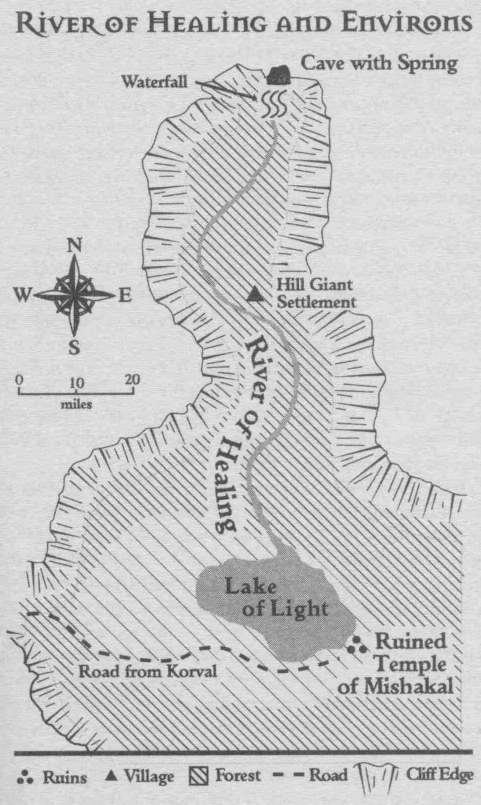 River of Healing and Environs
Cave with Spring
Waterfall
N
W E
S
Hill Giant
Settlement
0 10 20
miles
River of Healing
Lake
of Light
Ruined
Temple
of Mishakal
Road from Korval
Ruins Village Forest Road Cliff Edge